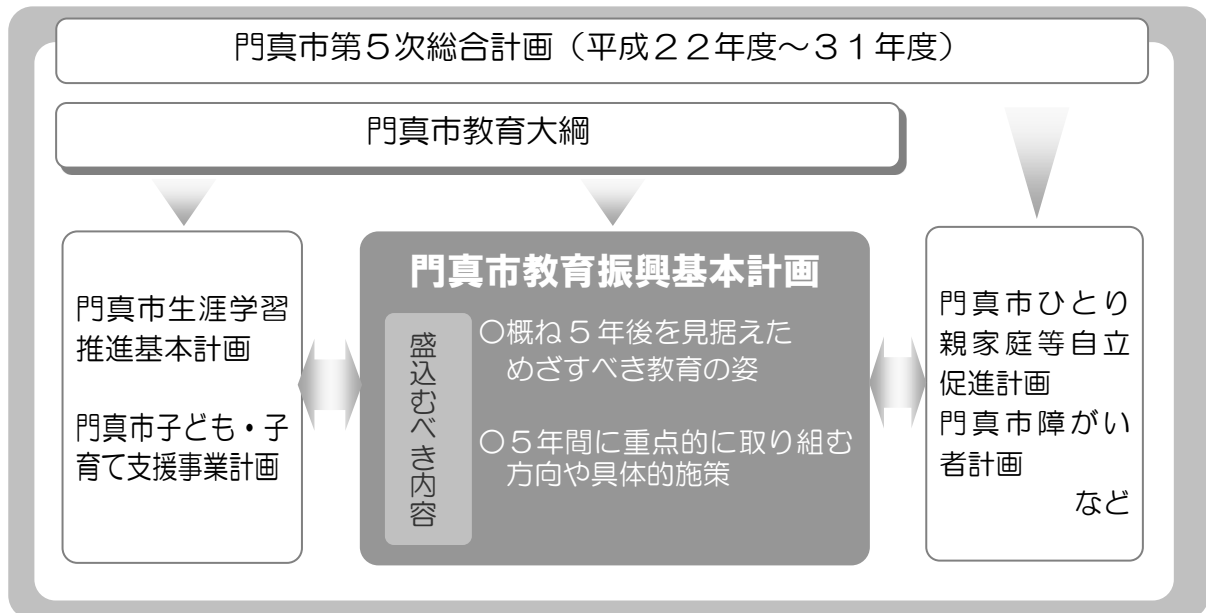 門真市第５次総合計画（平成２２年度～３１年度）
門真市教育大綱
門真市生涯学習
推進基本計画
門真市子ども・子
育て支援事業計画
門真市教育振興基本計画
盛込むべき内容
○概ね５年後を見据えた
めざすべき教育の姿
○５年間に重点的に取り組む
方向や具体的施策
門真市ひとり
親家庭等自立
促進計画
門真市障がい
者計画
など